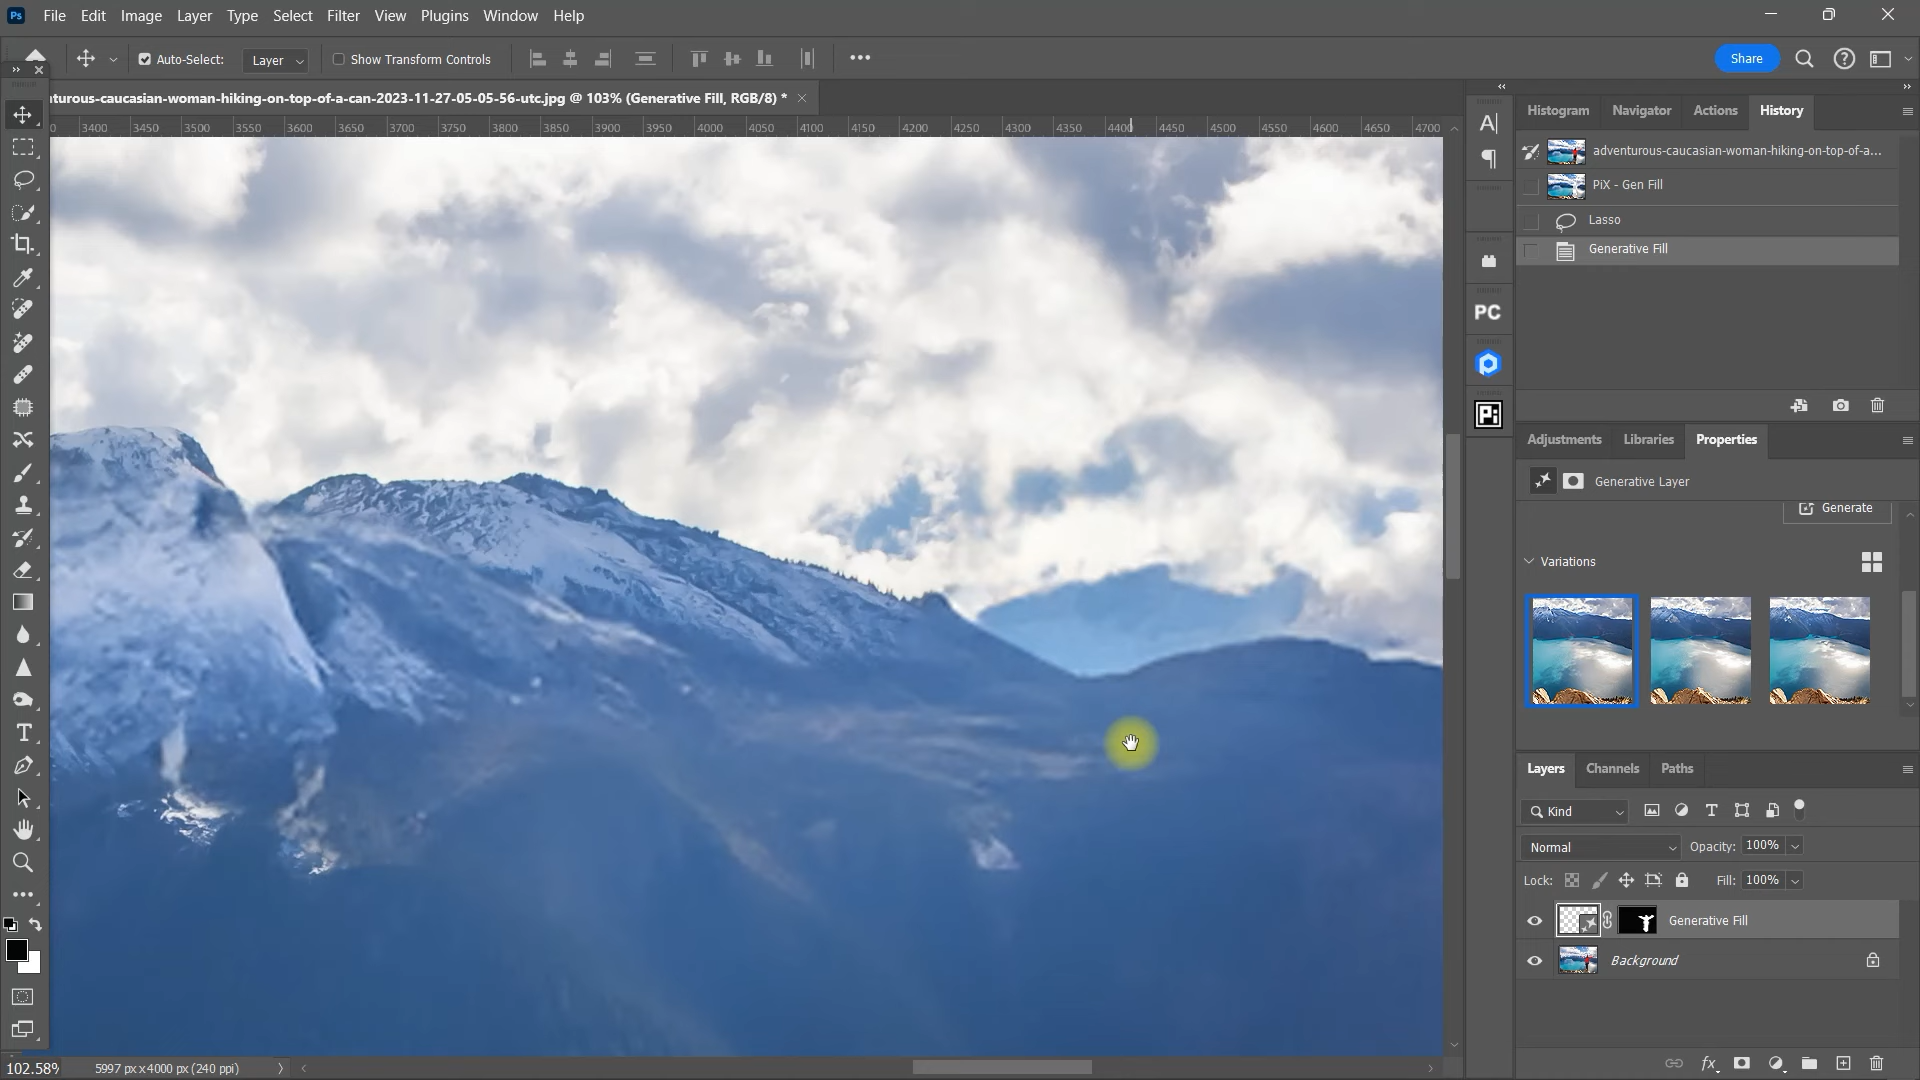 Ps File Edit Image Layer Type Select Filter View Plugins Window Help
Auto-Select: Layer Show Transform Controls Share
nturous-caucasian-woman-hiking-on-top-of-a-can-2023-11-27-05-05-56-utc.jpg @ 103% (Generative Fill, RGB/8) *
3400 3450 3500 3550 3600 3650 3700 3750 3800 3850 3900 3950 4000 4050 4100 4150 4200 4250 4300 4350 4400 4450 4500 4550 4600 4650 4700
Histogram Navigator Actions History
adventurous-caucasian-woman-hiking-on-top-of-a...
PiX - Gen Fill
Lasso
Generative Fill
PC
Pi
Adjustments Libraries Properties
Generative Layer
Generate
Variations
Layers Channels Paths
Kind
Normal Opacity: 100%
Lock: Fill: 100%
Generative Fill
Background
102.58% 5997 px x 4000 px (240 ppi)